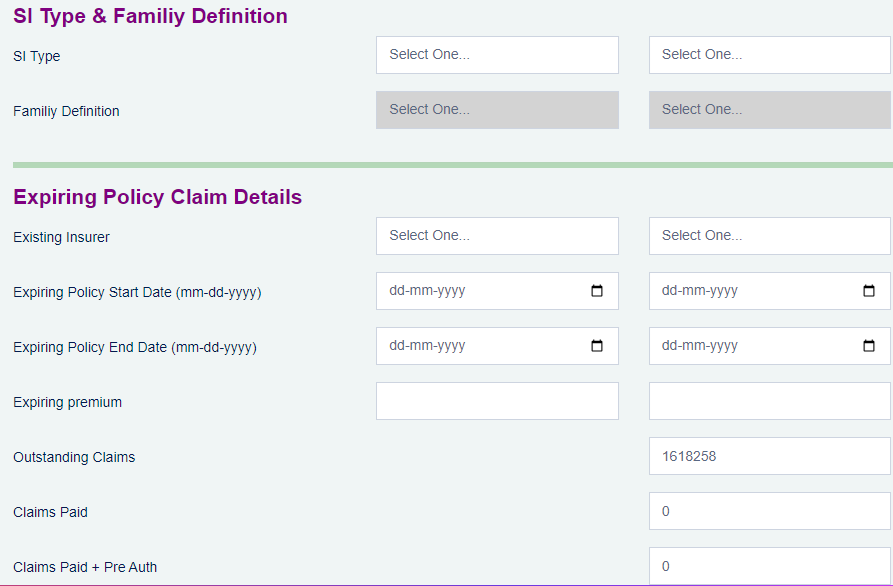 SI Type & Familiy Definition
SI Type Select One... Select One...
Familiy Definition Select One... Select One...
Expiring Policy Claim Details
Existing Insurer Select One... Select One...
Expiring Policy Start Date (mm-dd-yyyy) dd-mm-yyyy dd-mm-yyyy
Expiring Policy End Date (mm-dd-yyyy) dd-mm-yyyy dd-mm-yyyy
Expiring premium
Outstanding Claims 1618258
Claims Paid 0
Claims Paid + Pre Auth 0